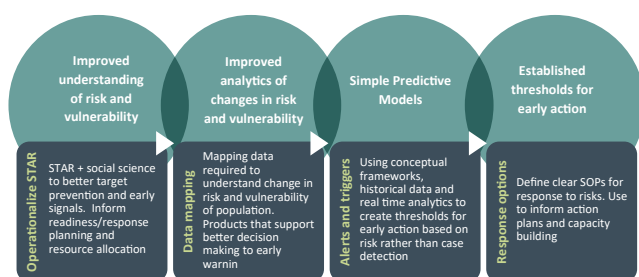 Improved
understanding
of risk and
vulnerability
Improved
analytics of
changes in risk
and vulnerability
Simple Predictive
Models
Established
thresholds for
early action
Operationalize STAR
STAR + social science
to better target
prevention and early
signals.  Inform
readiness/response
planning and
resource allocation
Data mapping
Mapping data
required to
understand change in
risk and vulnerability
of population.
Products that support
better decision
making to early
warnin
Alerts and triggers
Using conceptual
frameworks,
historical data and
real time analytics to
create thresholds for
early action based on
risk rather than case
detection
Response options
Define clear SOPs for
response to risks. Use
to inform action
plans and capacity
building